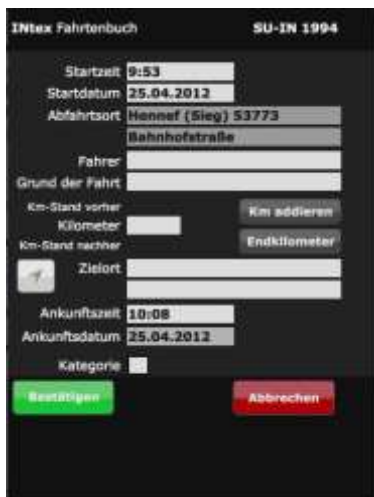 INtex Fahrtenbuch SU-IN 1994
Startzeit 9:53
Startdatum 25.04.2012
Abfahrtsort Hennef (Sieg) 53773
Bahnhofstraße
Fahrer
Grund der Fahrt
Km-Stand vorher Km addieren
Kilometer
Km-Stand nachher Endkilometer
Zielort
Ankunftszeit 10:08
Ankunftsdatum 25.04.2012
Kategorie
Bestätigen Abbrechen